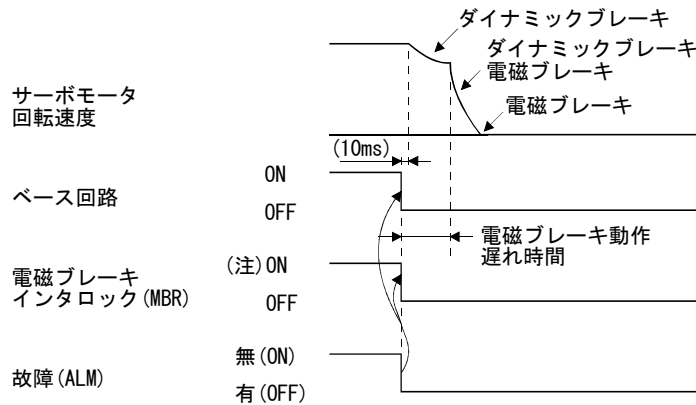 ダイナミックブレーキ
ダイナミックブレーキ
電磁ブレーキ
電磁ブレーキ
サーボモータ
回転速度
(10ms)
ベース回路
ON
OFF
電磁ブレーキ動作
遅れ時間
電磁ブレーキ
インタロック(MBR)
(注)ON
OFF
故障(ALM)
無(ON)
有(OFF)